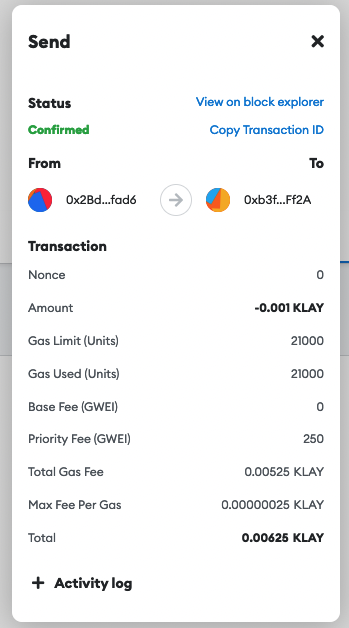 Send
Status View on block explorer
Confirmed Copy Transaction ID
From To
0x2Bd...fad6 0xb3f...Ff2A
Transaction
Nonce 0
Amount -0.001 KLAY
Gas Limit (Units) 21000
Gas Used (Units) 21000
Base Fee (GWEI) 0
Priority Fee (GWEI) 250
Total Gas Fee 0.00525 KLAY
Max Fee Per Gas 0.00000025 KLAY
Total 0.00625 KLAY
+ Activity log